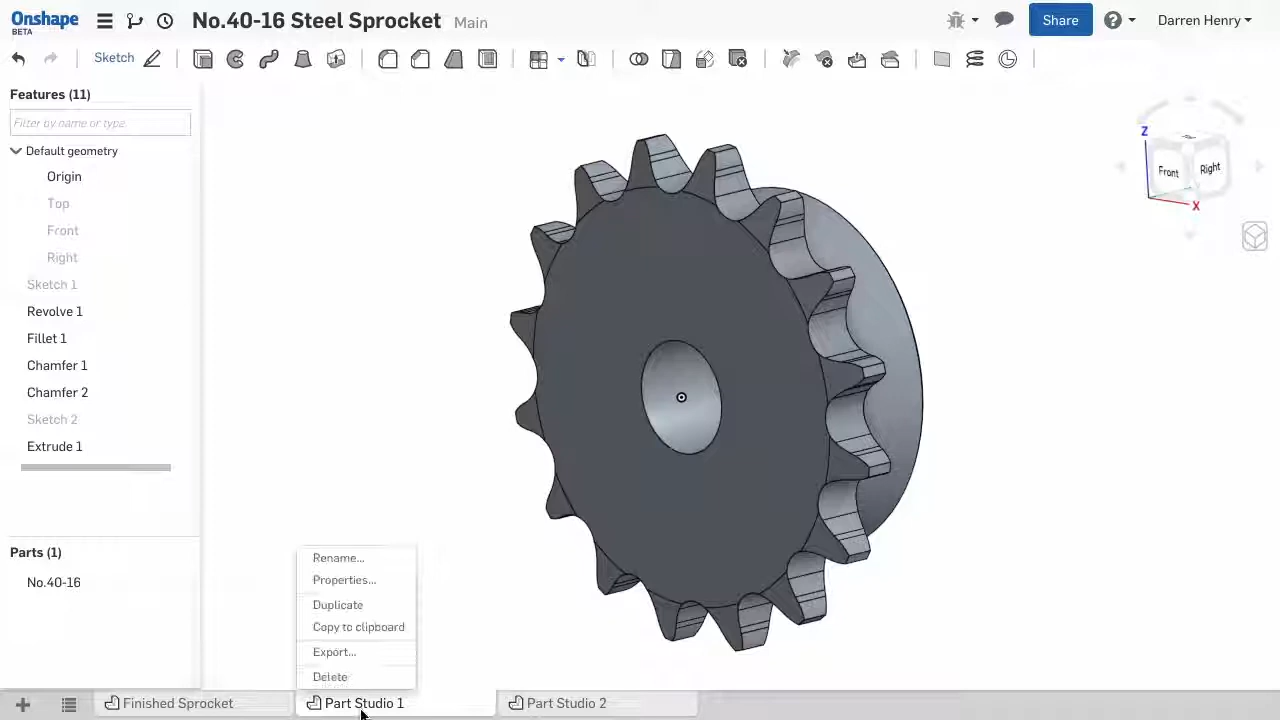 Onshape
BETA
No.40-16 Steel Sprocket Main
Share
Darren Henry
Sketch
Features (11)
Filter by name or type
Default geometry
Origin
Top
Front
Right
Sketch 1
Revolve 1
Fillet 1
Chamfer 1
Chamfer 2
Sketch 2
Extrude 1
Parts (1)
No.40-16
Z
Front Right
X
Rename...
Properties...
Duplicate
Copy to clipboard
Export...
Delete
Finished Sprocket
Part Studio 1
Part Studio 2